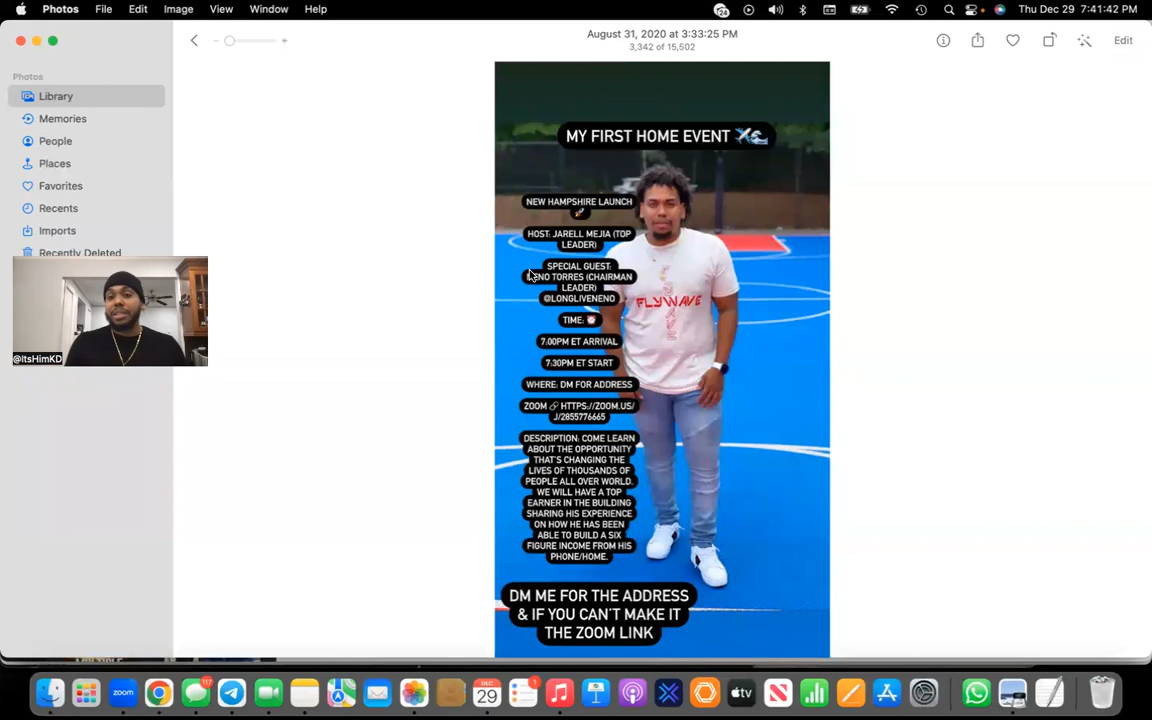 Photos File Edit Image View Window Help
24
Thu Dec 29 7:41:42 PM
August 31, 2020 at 3:33:25 PM
3,342 of 15,502
Edit
Photos
Library
Memories
People
Places
Favorites
Recents
Imports
Recently Deleted
@ItsHimKD
MY FIRST HOME EVENT
NEW HAMPSHIRE LAUNCH
HOST: JARELL MEJIA (TOP
LEADER)
SPECIAL GUEST:
NENO TORRES (CHAIRMAN
LEADER)
@LONGLIVENENO
TIME:
7:00PM ET ARRIVAL
7:30PM ET START
WHERE: DM FOR ADDRESS
ZOOM HTTPS://ZOOM.US/
J/2855776665
DESCRIPTION: COME LEARN
ABOUT THE OPPORTUNITY
THAT'S CHANGING THE
LIVES OF THOUSANDS OF
PEOPLE ALL OVER WORLD.
WE WILL HAVE A TOP
EARNER IN THE BUILDING
SHARING HIS EXPERIENCE
ON HOW HE HAS BEEN
ABLE TO BUILD A SIX
FIGURE INCOME FROM HIS
PHONE/HOME.
FLYWAVE
DM ME FOR THE ADDRESS
& IF YOU CAN'T MAKE IT
THE ZOOM LINK
zoom
117
DEC
29
1
tv